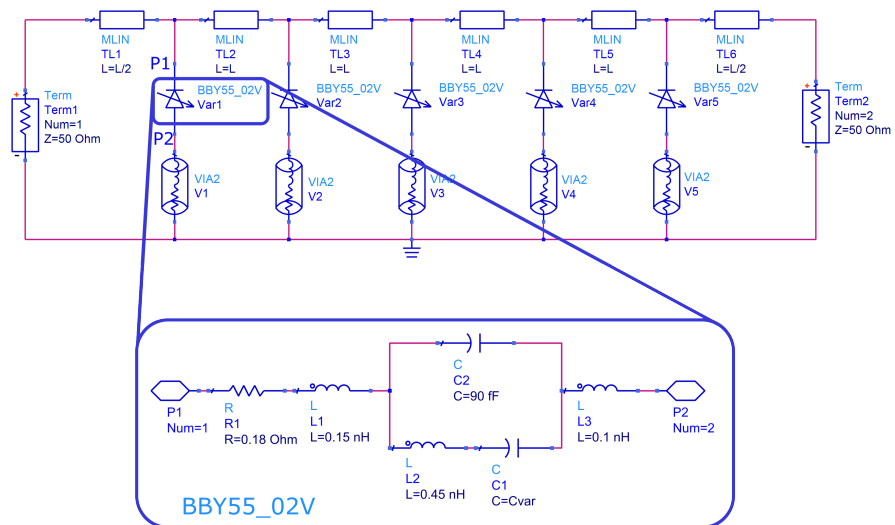 MLIN
TL1
L=L/2
MLIN
TL2
L=L
MLIN
TL3
L=L
MLIN
TL4
L=L
MLIN
TL5
L=L
MLIN
TL6
L=L/2
P1
BBY55_02V
Var1
BBY55_02V
Var2
BBY55_02V
Var3
BBY55_02V
Var4
BBY55_02V
Var5
Term
Term1
Num=1
Z=50 Ohm
+
-
Term
Term2
Num=2
Z=50 Ohm
+
-
P2
VIA2
V1
VIA2
V2
VIA2
V3
VIA2
V4
VIA2
V5
C
C2
C=90 fF
P1
Num=1
R
R1
R=0.18 Ohm
L
L1
L=0.15 nH
L
L3
L=0.1 nH
P2
Num=2
L
L2
L=0.45 nH
C
C1
C=Cvar
BBY55_02V